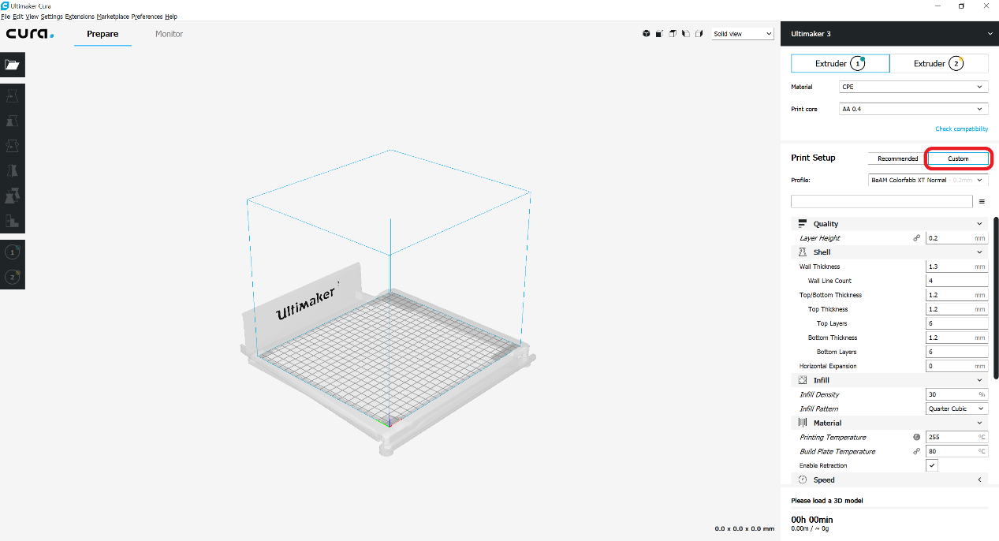 Ultimaker Cura
File Edit View Settings Extensions Marketplace Preferences Help
cura.
Prepare
Monitor
Solid view
Ultimaker 3
Extruder 1
Extruder 2
Material
CPE
Print core
AA 0.4
Check compatibility
Print Setup
Recommended
Custom
Profile:
BeAM Colorfabb XT Normal - 0.2mm
Quality
Layer Height
0.2 mm
Shell
Wall Thickness
1.3 mm
Wall Line Count
4
Top/Bottom Thickness
1.2 mm
Top Thickness
1.2 mm
Top Layers
6
Bottom Thickness
1.2 mm
Bottom Layers
6
Horizontal Expansion
0 mm
Infill
Infill Density
30 %
Infill Pattern
Quarter Cubic
Material
Printing Temperature
255 °C
Build Plate Temperature
80 °C
Enable Retraction
Speed
Please load a 3D model
00h 00min
0.00m / ~ 0g
1
2
Ultimaker 3
0.0 x 0.0 x 0.0 mm